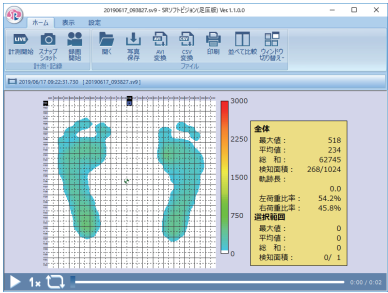 20190617_093827.sv9 - SRソフトビジョン(足圧版) Ver.1.1.0.0
ホーム 表示 設定
LIVE CSV
計測開始 スナップショット 録画開始 開く 写真保存 AVI変換 CSV変換 印刷 並べて比較 ウィンドウ切り替え
計測・記録 ファイル
2019/06/17 09:22:31.730 [20190617_093827.sv9]
3000
2250
1500
750
0
全体
最大値: 518
平均値: 234
総 和: 62745
検知面積: 268/1024
軌跡長:
0.0
左荷重比率: 54.2%
右荷重比率: 45.8%
選択範囲
最大値: 0
平均値: 0
総 和: 0
検知面積: 0/ 1
1x
0:00 / 0:02